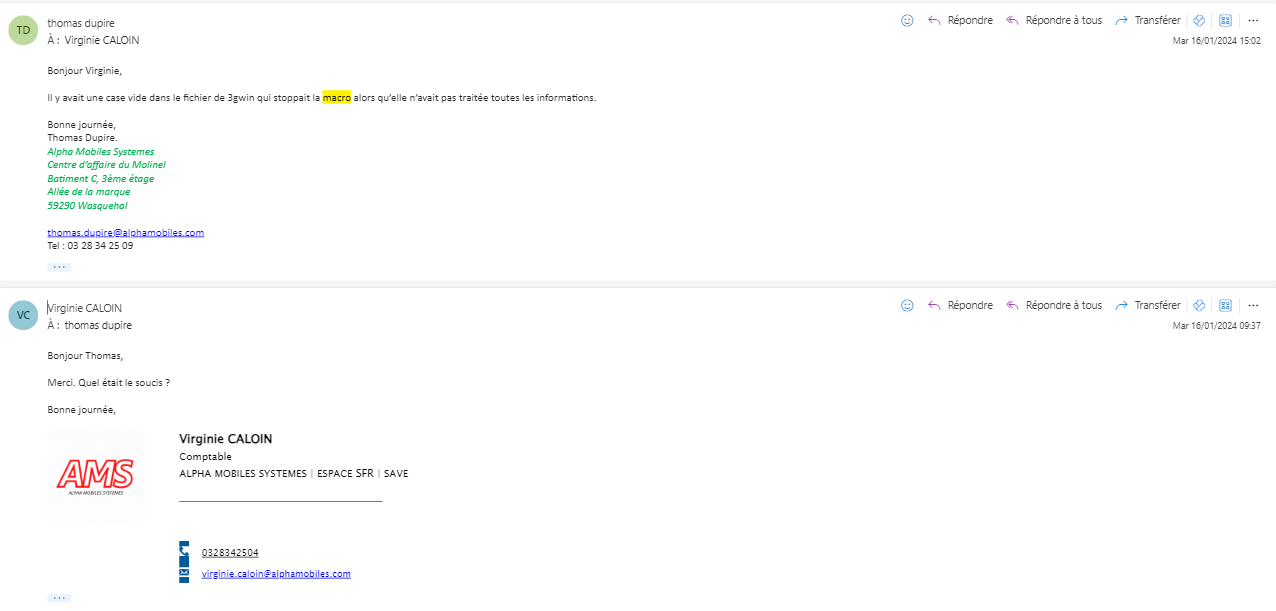 TD
thomas dupire
À : Virginie CALOIN
Répondre
Répondre à tous
Transférer
Mar 16/01/2024 15:02
Bonjour Virginie,
Il y avait une case vide dans le fichier de 3gwin qui stoppait la macro alors qu'elle n'avait pas traitée toutes les informations.
Bonne journée,
Thomas Dupire.
Alpha Mobiles Systemes
Centre d'affaire du Molinel
Batiment C, 3ème étage
Allée de la marque
59290 Wasquehal
thomas.dupire@alphamobiles.com
Tel : 03 28 34 25 09
...
VC
Virginie CALOIN
À : thomas dupire
Répondre
Répondre à tous
Transférer
Mar 16/01/2024 09:37
Bonjour Thomas,
Merci. Quel était le soucis ?
Bonne journée,
AMS
ALPHA MOBILES SYSTEMES
Virginie CALOIN
Comptable
ALPHA MOBILES SYSTEMES | ESPACE SFR | SAVE
0328342504
virginie.caloin@alphamobiles.com
...